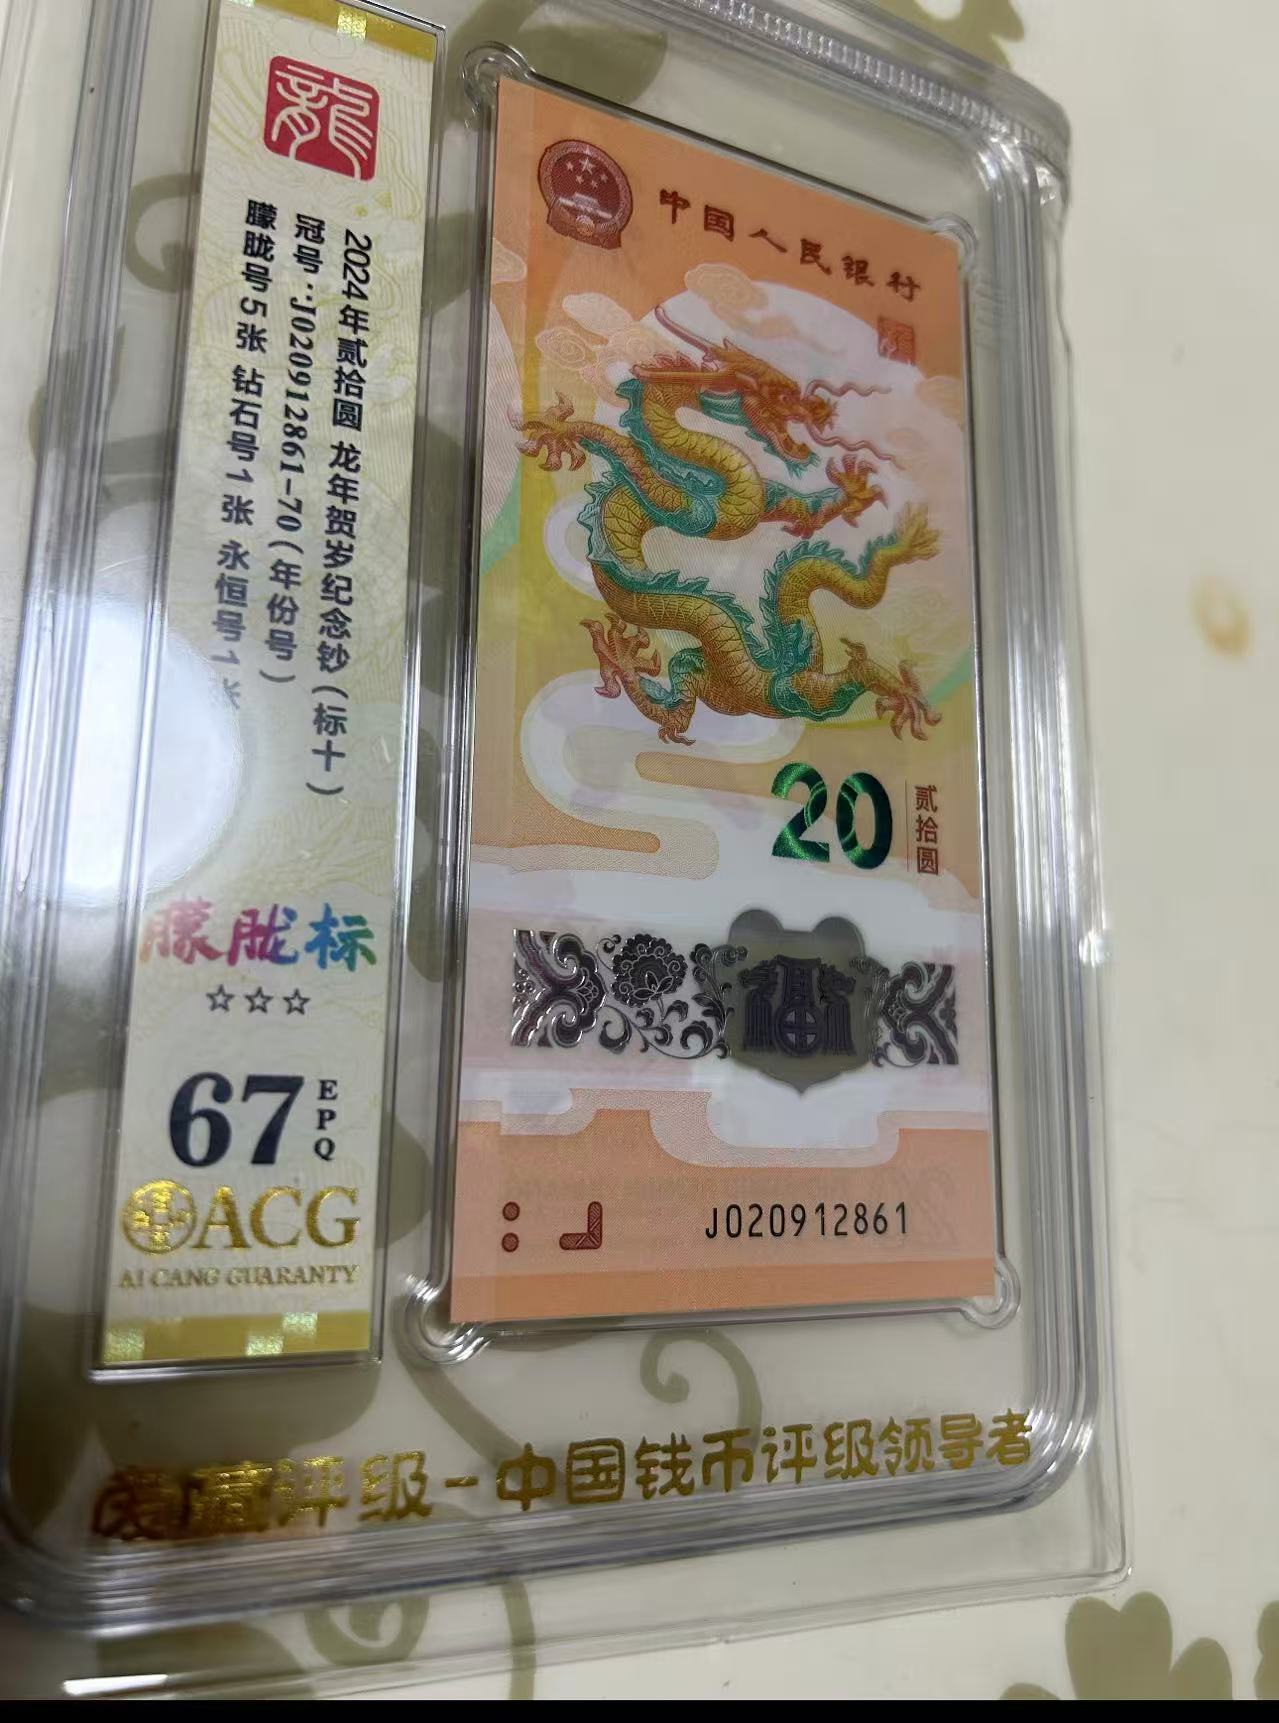 龍
2024年贰拾圆 龙年贺岁纪念钞(标十)
冠号:J020912861-70(年份号)
朦胧号5张 钻石号1张 永恒号1张
朦胧标
☆☆☆
67 EPQ
ACG
AI CANG GUARANTY
中国人民银行
20 贰拾圆
J020912861
爱藏评级-中国钱币评级领导者